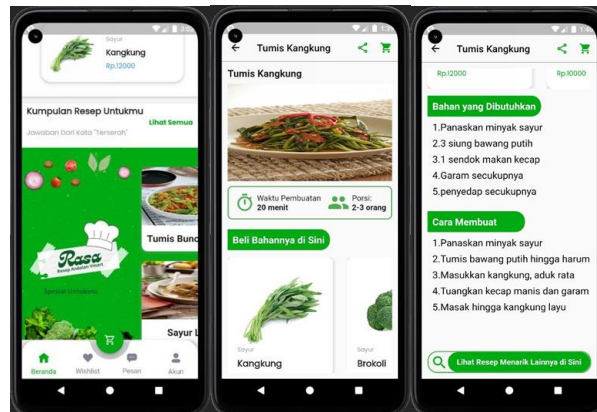 Sayur
Kangkung
Rp.12000
Kumpulan Resep Untukmu
Lihat Semua
Jawaban Dari Kata "Terserah"
Rasa
Resep Andalan Vmart
Spesial Untukmu
Tumis Bunc
Sayur L
Beranda
Wishlist
Pesan
Akun
Tumis Kangkung
Tumis Kangkung
Waktu Pembuatan
20 menit
Porsi:
2-3 orang
Beli Bahannya di Sini
Sayur
Kangkung
Sayur
Brokoli
Tumis Kangkung
Rp.12000
Rp.10000
Bahan yang Dibutuhkan
1.Panaskan minyak sayur
2.3 siung bawang putih
3.1 sendok makan kecap
4.Garam secukupnya
5.penyedap secukupnya
Cara Membuat
1.Panaskan minyak sayur
2.Tumis bawang putih hingga harum
3.Masukkan kangkung, aduk rata
4.Tuangkan kecap manis dan garam
5.Masak hingga kangkung layu
Lihat Resep Menarik Lainnya di Sini